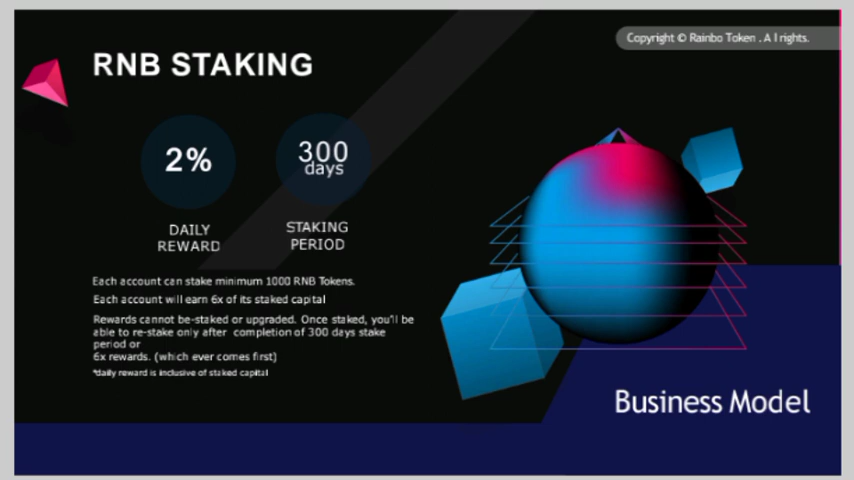 Copyright © Rainbo Token . A l rights.
RNB STAKING
2%
300
days
DAILY
REWARD
STAKING
PERIOD
Each account can stake minimum 1000 RNB Tokens.
Each account will earn 6x of its staked capital
Rewards cannot be-staked or upgraded. Once staked, you'll be
able to re-stake only after completion of 300 days stake
period or
6x rewards. (which ever comes first)
*daily reward is inclusive of staked capital
Business Model